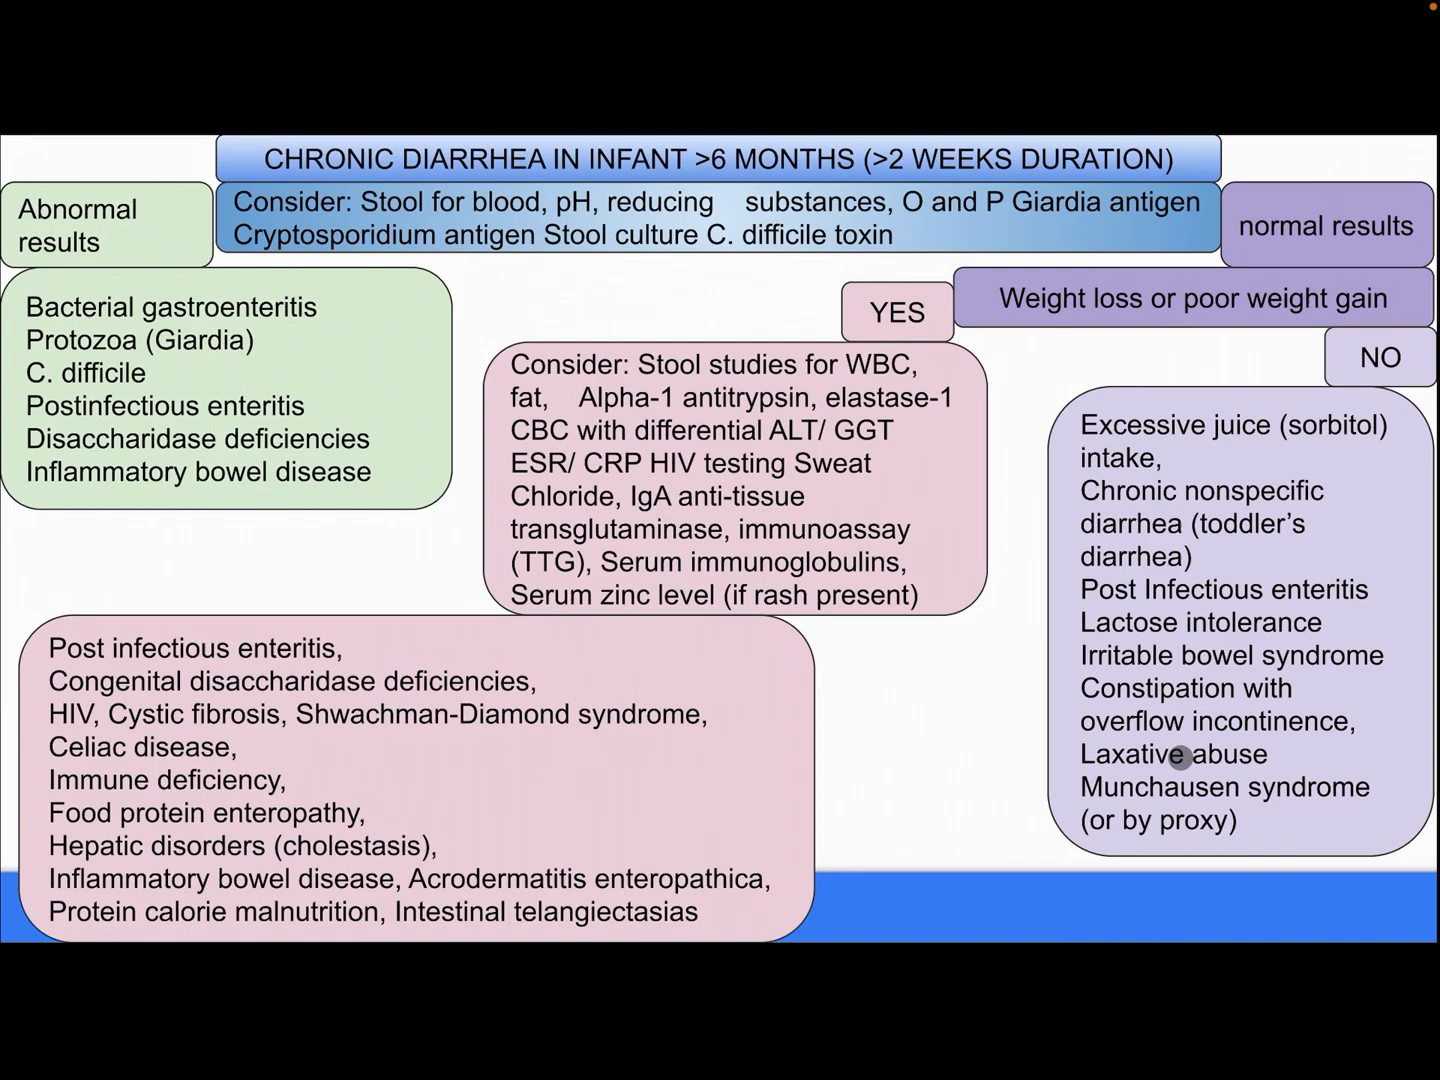 CHRONIC DIARRHEA IN INFANT >6 MONTHS (>2 WEEKS DURATION)
Abnormal
results
Consider: Stool for blood, pH, reducing substances, O and P Giardia antigen
Cryptosporidium antigen Stool culture C. difficile toxin
normal results
Bacterial gastroenteritis
Protozoa (Giardia)
C. difficile
Postinfectious enteritis
Disaccharidase deficiencies
Inflammatory bowel disease
Weight loss or poor weight gain
YES
Consider: Stool studies for WBC,
fat, Alpha-1 antitrypsin, elastase-1
CBC with differential ALT/ GGT
ESR/ CRP HIV testing Sweat
Chloride, IgA anti-tissue
transglutaminase, immunoassay
(TTG), Serum immunoglobulins,
Serum zinc level (if rash present)
Post infectious enteritis,
Congenital disaccharidase deficiencies,
HIV, Cystic fibrosis, Shwachman-Diamond syndrome,
Celiac disease,
Immune deficiency,
Food protein enteropathy,
Hepatic disorders (cholestasis),
Inflammatory bowel disease, Acrodermatitis enteropathica,
Protein calorie malnutrition, Intestinal telangiectasias
NO
Excessive juice (sorbitol)
intake,
Chronic nonspecific
diarrhea (toddler’s
diarrhea)
Post Infectious enteritis
Lactose intolerance
Irritable bowel syndrome
Constipation with
overflow incontinence,
Laxative abuse
Munchausen syndrome
(or by proxy)